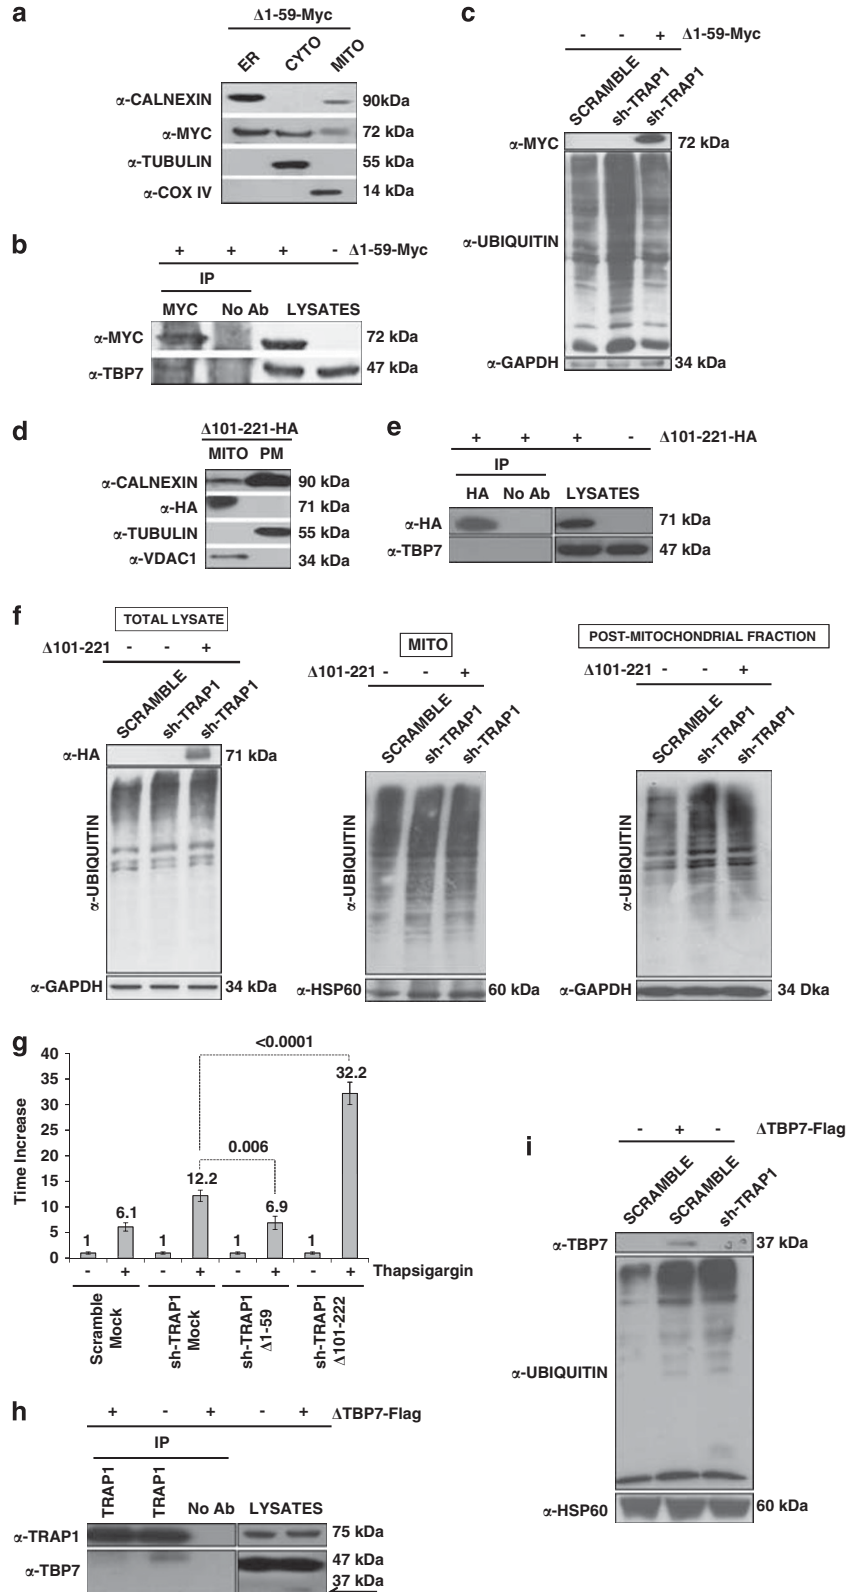 a
Δ1-59-Myc
ER CYTO MITO
α-CALNEXIN 90kDa
α-MYC 72 kDa
α-TUBULIN 55 kDa
α-COX IV 14 kDa
b
+ + + - Δ1-59-Myc
IP
MYC No Ab LYSATES
α-MYC 72 kDa
α-TBP7 47 kDa
c
- - + Δ1-59-Myc
SCRAMBLE sh-TRAP1 sh-TRAP1
α-MYC 72 kDa
α-UBIQUITIN
α-GAPDH 34 kDa
d
Δ101-221-HA
MITO PM
α-CALNEXIN 90 kDa
α-HA 71 kDa
α-TUBULIN 55 kDa
α-VDAC1 34 kDa
e
+ + + - Δ101-221-HA
IP
HA No Ab LYSATES
α-HA 71 kDa
α-TBP7 47 kDa
f
TOTAL LYSATE
Δ101-221 - - +
SCRAMBLE sh-TRAP1 sh-TRAP1
α-HA 71 kDa
α-UBIQUITIN
α-GAPDH 34 kDa
MITO
Δ101-221 - - +
SCRAMBLE sh-TRAP1 sh-TRAP1
α-UBIQUITIN
α-HSP60 60 kDa
POST-MITOCHONDRIAL FRACTION
Δ101-221 - - +
SCRAMBLE sh-TRAP1 sh-TRAP1
α-UBIQUITIN
α-GAPDH 34 Dka
g
Time Increase
40
35
30
25
20
15
10
5
0
<0.0001
0.006
1 6.1 1 12.2 1 6.9 1 32.2
- + - + - + - + Thapsigargin
Scramble Mock
sh-TRAP1 Mock
sh-TRAP1 Δ1-59
sh-TRAP1 Δ101-222
h
+ - + - + ΔTBP7-Flag
IP
TRAP1 TRAP1 No Ab LYSATES
α-TRAP1 75 kDa
α-TBP7 47 kDa
37 kDa
i
- + - ΔTBP7-Flag
SCRAMBLE SCRAMBLE sh-TRAP1
α-TBP7 37 kDa
α-UBIQUITIN
α-HSP60 60 kDa